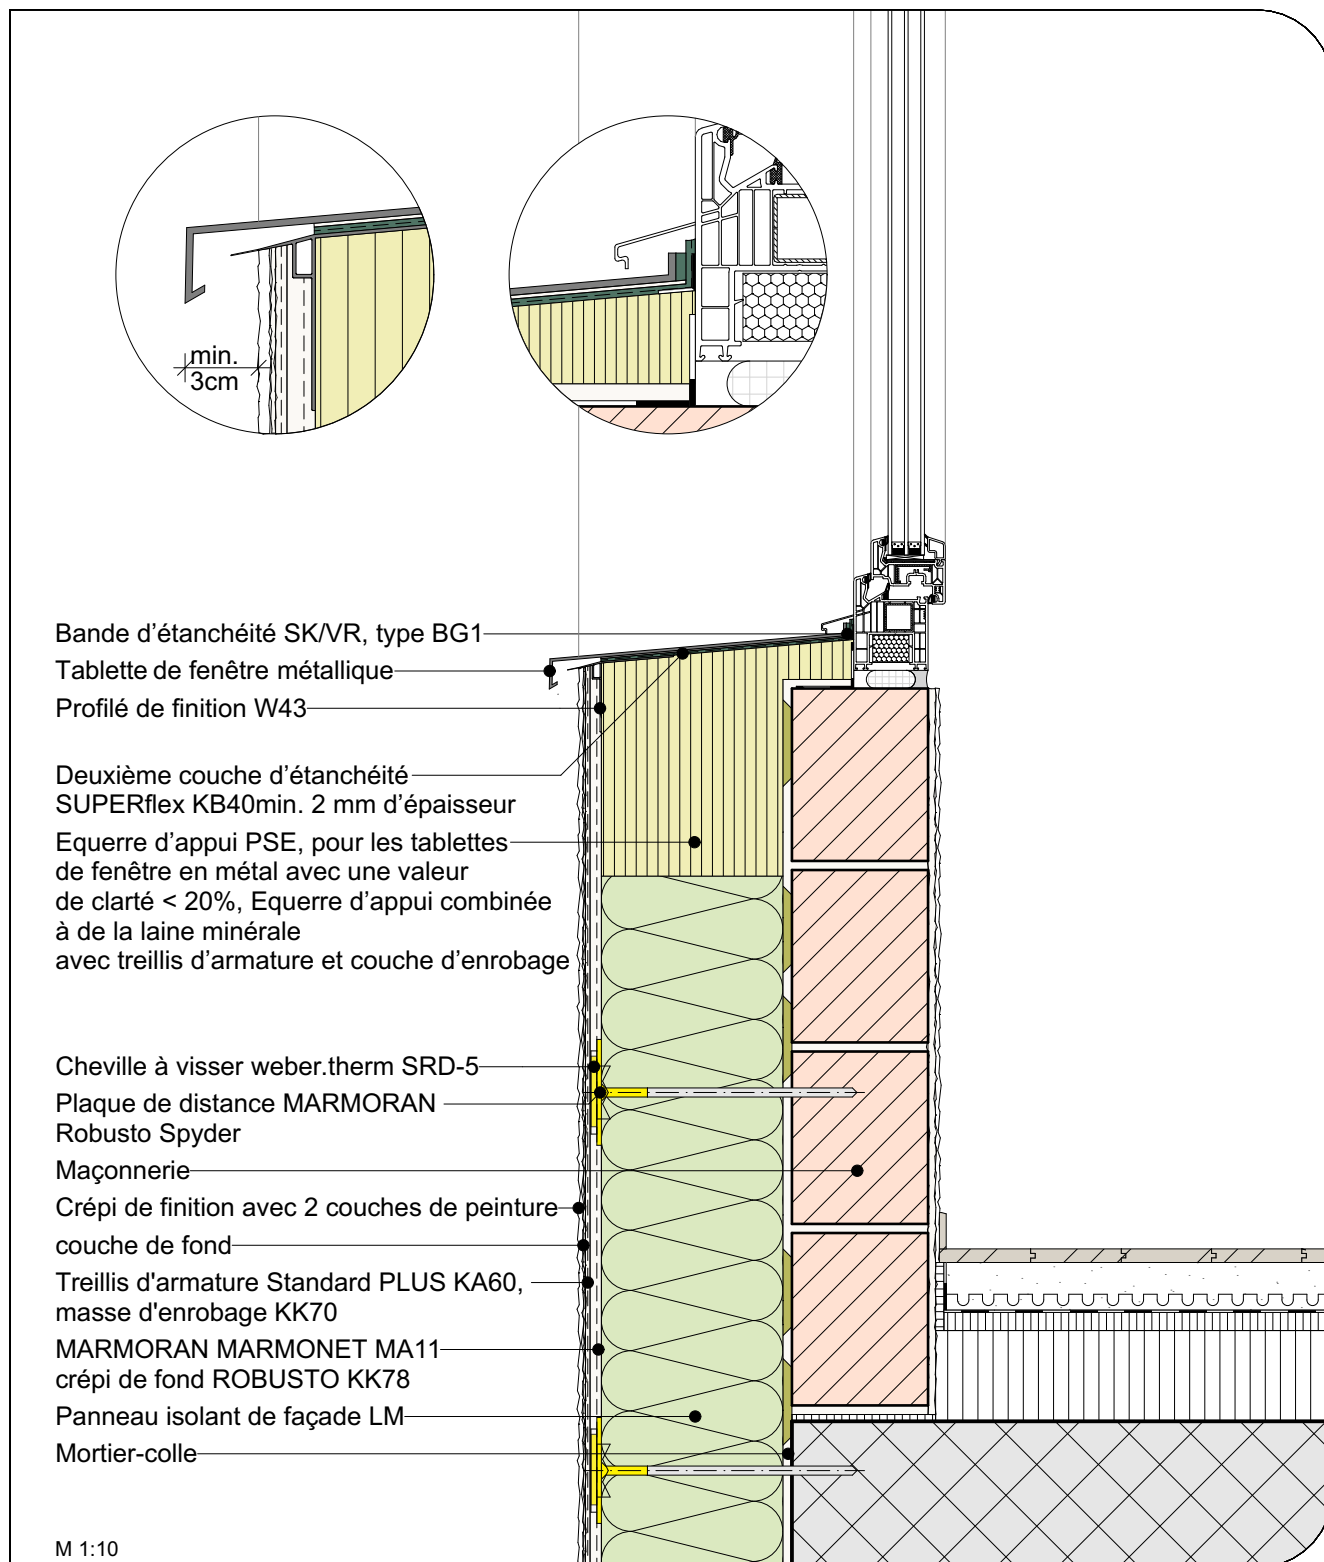 min.
3cm
Bande d’étanchéité SK/VR, type BG1
Tablette de fenêtre métallique
Profilé de finition W43
Deuxième couche d’étanchéité
SUPERflex KB40min. 2 mm d’épaisseur
Equerre d’appui PSE, pour les tablettes
de fenêtre en métal avec une valeur
de clarté < 20%, Equerre d’appui combinée
à de la laine minérale
avec treillis d’armature et couche d’enrobage
Cheville à visser weber.therm SRD-5
Plaque de distance MARMORAN
Robusto Spyder
Maçonnerie
Crépi de finition avec 2 couches de peinture
couche de fond
Treillis d'armature Standard PLUS KA60,
masse d'enrobage KK70
MARMORAN MARMONET MA11
crépi de fond ROBUSTO KK78
Panneau isolant de façade LM
Mortier-colle
M 1:10